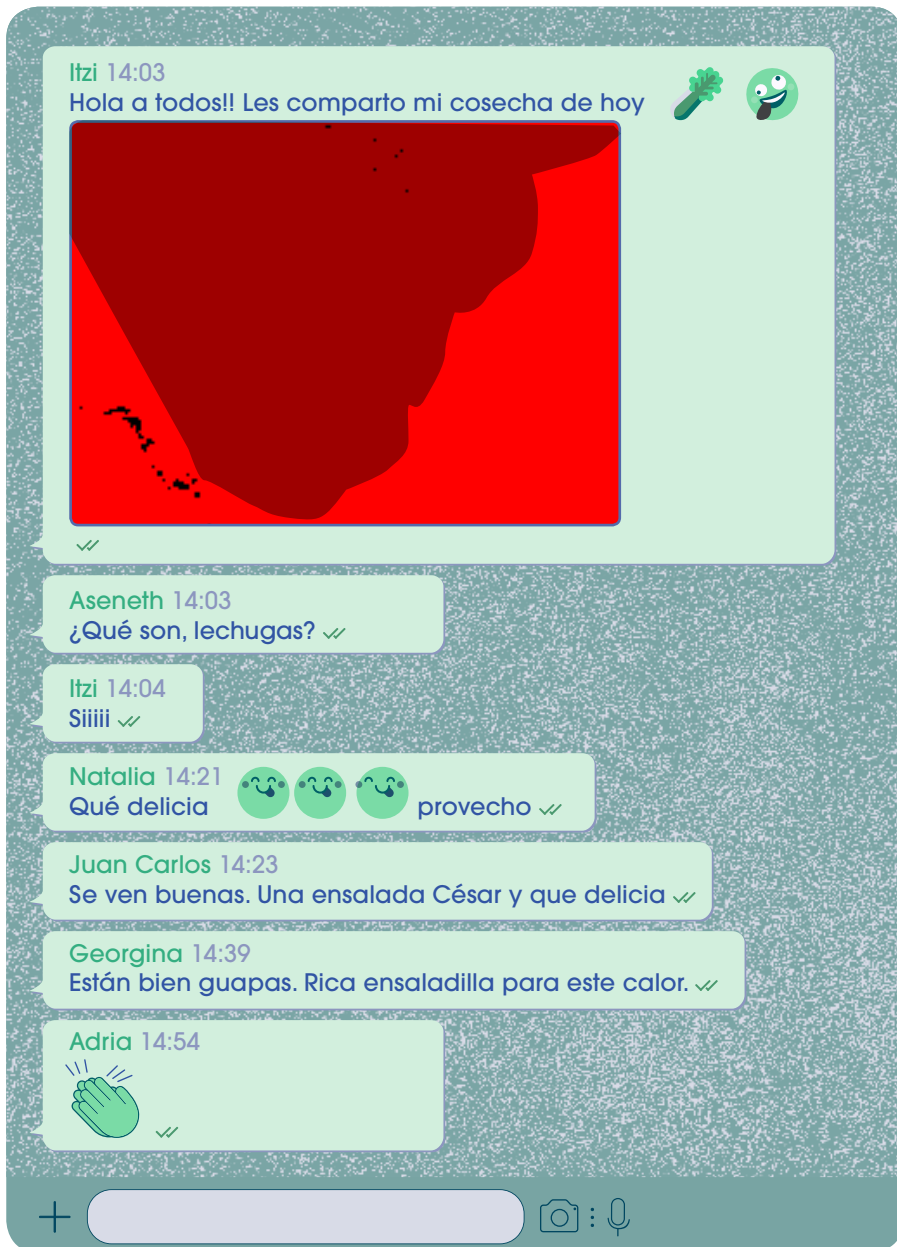 Itzi 14:03
Hola a todos!! Les comparto mi cosecha de hoy
Aseneth 14:03
¿Qué son, lechugas?
Itzi 14:04
Siiiii
Natalia 14:21
Qué delicia provecho
Juan Carlos 14:23
Se ven buenas. Una ensalada César y que delicia
Georgina 14:39
Están bien guapas. Rica ensaladilla para este calor.
Adria 14:54